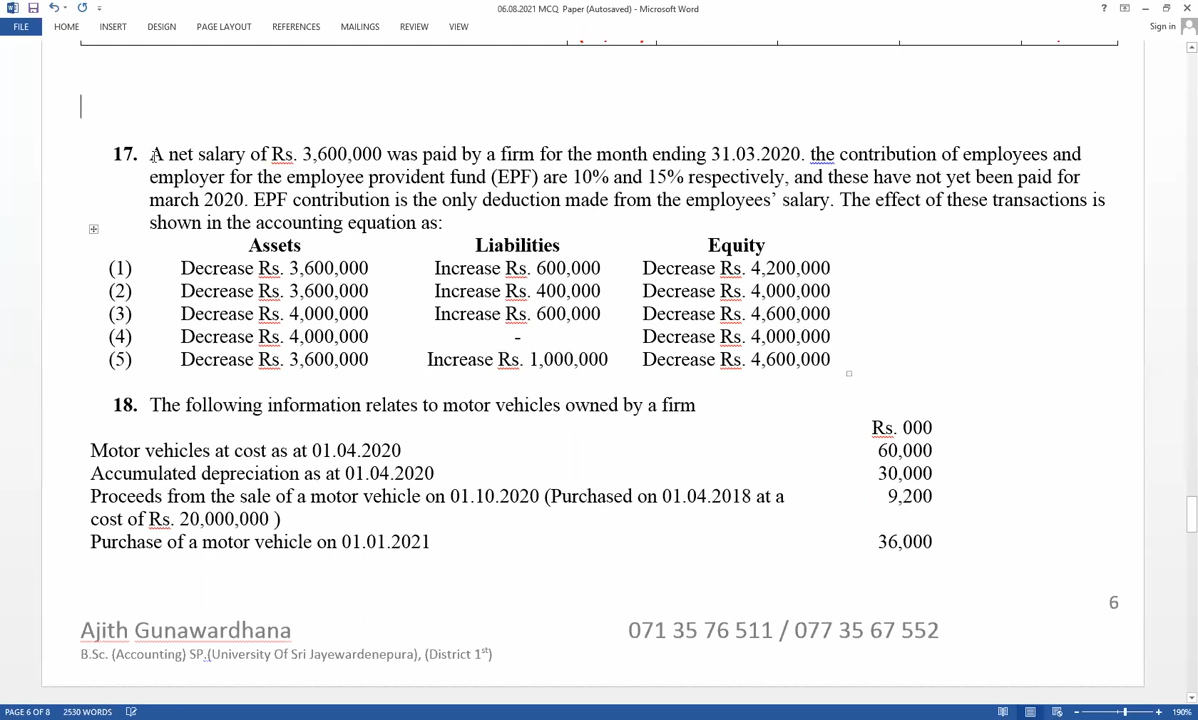 06.08.2021 MCQ Paper (Autosaved) - Microsoft Word
Sign in
FILE HOME INSERT DESIGN PAGE LAYOUT REFERENCES MAILINGS REVIEW VIEW
17. A net salary of Rs. 3,600,000 was paid by a firm for the month ending 31.03.2020. the contribution of employees and
employer for the employee provident fund (EPF) are 10% and 15% respectively, and these have not yet been paid for
march 2020. EPF contribution is the only deduction made from the employees' salary. The effect of these transactions is
shown in the accounting equation as:
Assets Liabilities Equity
(1) Decrease Rs. 3,600,000 Increase Rs. 600,000 Decrease Rs. 4,200,000
(2) Decrease Rs. 3,600,000 Increase Rs. 400,000 Decrease Rs. 4,000,000
(3) Decrease Rs. 4,000,000 Increase Rs. 600,000 Decrease Rs. 4,600,000
(4) Decrease Rs. 4,000,000 - Decrease Rs. 4,000,000
(5) Decrease Rs. 3,600,000 Increase Rs. 1,000,000 Decrease Rs. 4,600,000
18. The following information relates to motor vehicles owned by a firm
Rs. 000
Motor vehicles at cost as at 01.04.2020 60,000
Accumulated depreciation as at 01.04.2020 30,000
Proceeds from the sale of a motor vehicle on 01.10.2020 (Purchased on 01.04.2018 at a 9,200
cost of Rs. 20,000,000 )
Purchase of a motor vehicle on 01.01.2021 36,000
6
Ajith Gunawardhana 071 35 76 511 / 077 35 67 552
B.Sc. (Accounting) SP.(University Of Sri Jayewardenepura), (District 1st)
PAGE 6 OF 8 2530 WORDS 190%